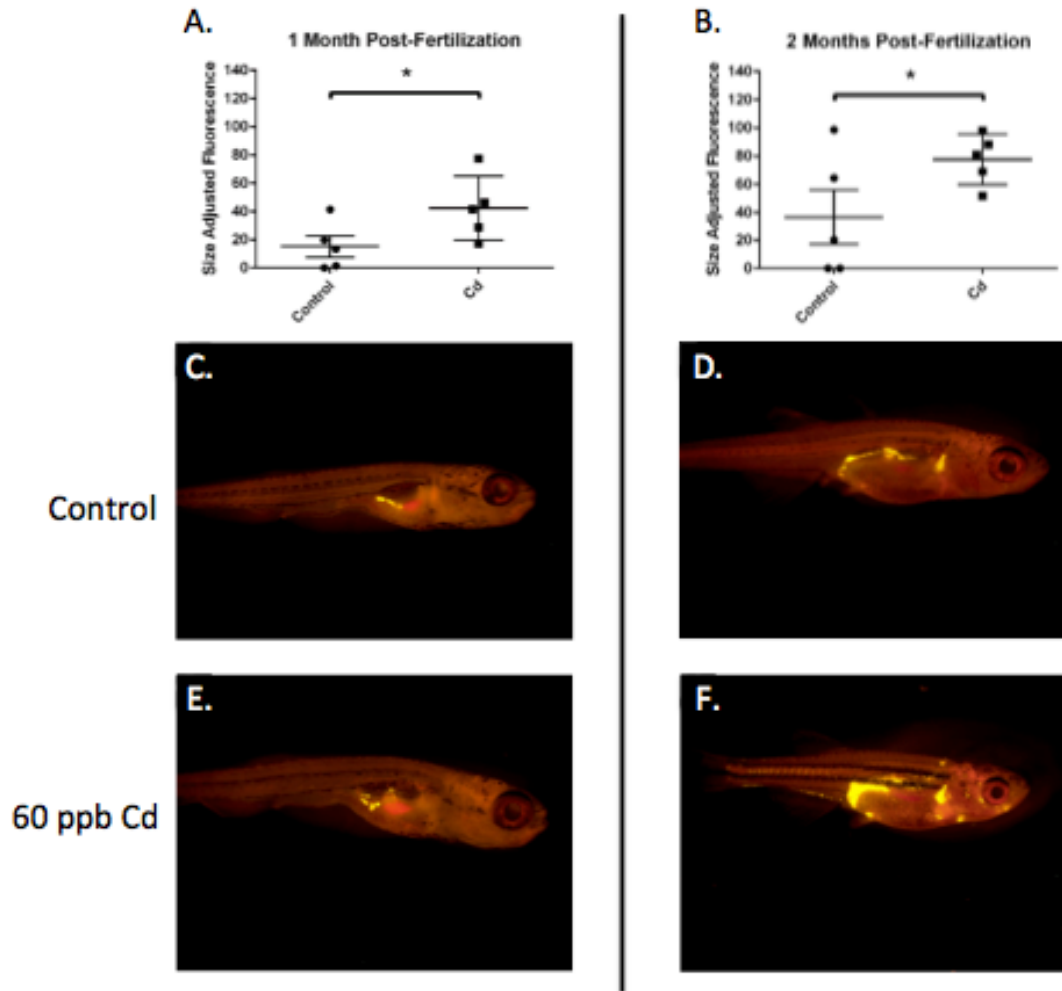 A.
1 Month Post-Fertilization
*
140
120
100
80
60
40
20
0
Size Adjusted Fluorescence
Control
Cd
B.
2 Months Post-Fertilization
*
140
120
100
80
60
40
20
0
Size Adjusted Fluorescence
Control
Cd
Control
C.
D.
60 ppb Cd
E.
F.